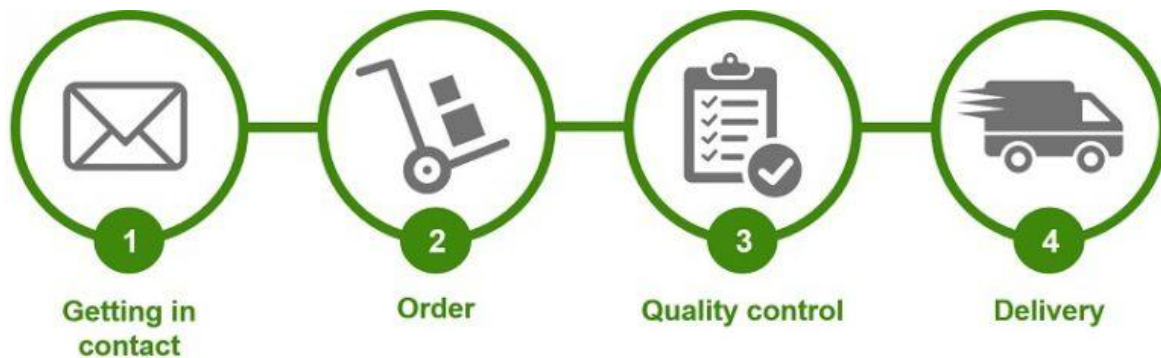 1
Getting in
contact
2
Order
3
Quality control
4
Delivery